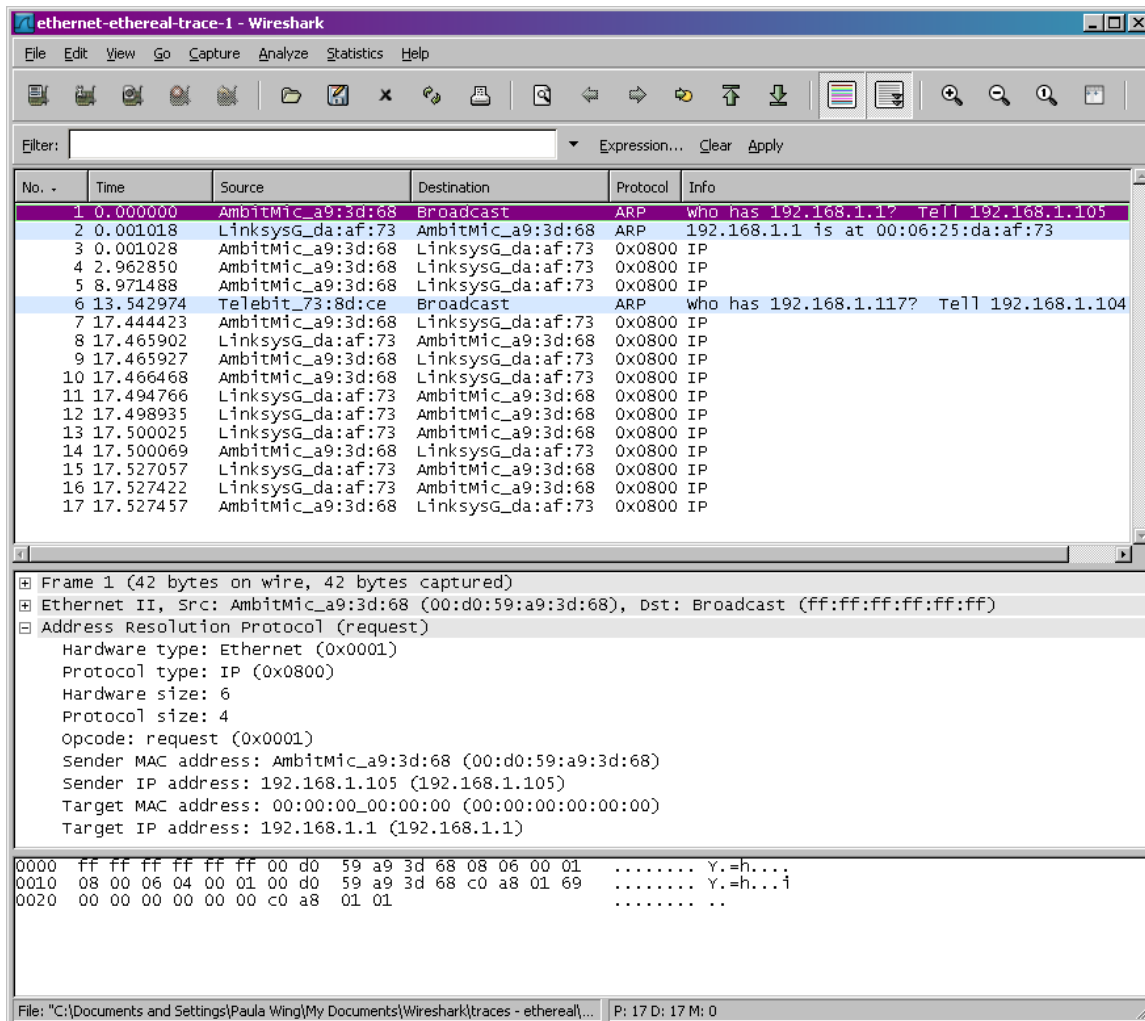 ethernet-ethereal-trace-1 - Wireshark
File Edit View Go Capture Analyze Statistics Help
Filter: Expression... Clear Apply
No. Time Source Destination Protocol Info
1 0.000000 AmbitMic_a9:3d:68 Broadcast ARP Who has 192.168.1.1? Tell 192.168.1.105
2 0.001018 LinksysG_da:af:73 AmbitMic_a9:3d:68 ARP 192.168.1.1 is at 00:06:25:da:af:73
3 0.001028 AmbitMic_a9:3d:68 LinksysG_da:af:73 0x0800 IP
4 2.962850 AmbitMic_a9:3d:68 LinksysG_da:af:73 0x0800 IP
5 8.971488 AmbitMic_a9:3d:68 LinksysG_da:af:73 0x0800 IP
6 13.542974 Telebit_73:8d:ce Broadcast ARP Who has 192.168.1.117? Tell 192.168.1.104
7 17.444423 AmbitMic_a9:3d:68 LinksysG_da:af:73 0x0800 IP
8 17.465902 LinksysG_da:af:73 AmbitMic_a9:3d:68 0x0800 IP
9 17.465927 AmbitMic_a9:3d:68 LinksysG_da:af:73 0x0800 IP
10 17.466468 AmbitMic_a9:3d:68 LinksysG_da:af:73 0x0800 IP
11 17.494766 LinksysG_da:af:73 AmbitMic_a9:3d:68 0x0800 IP
12 17.498935 LinksysG_da:af:73 AmbitMic_a9:3d:68 0x0800 IP
13 17.500025 LinksysG_da:af:73 AmbitMic_a9:3d:68 0x0800 IP
14 17.500069 AmbitMic_a9:3d:68 LinksysG_da:af:73 0x0800 IP
15 17.527057 LinksysG_da:af:73 AmbitMic_a9:3d:68 0x0800 IP
16 17.527422 LinksysG_da:af:73 AmbitMic_a9:3d:68 0x0800 IP
17 17.527457 AmbitMic_a9:3d:68 LinksysG_da:af:73 0x0800 IP
Frame 1 (42 bytes on wire, 42 bytes captured)
Ethernet II, Src: AmbitMic_a9:3d:68 (00:d0:59:a9:3d:68), Dst: Broadcast (ff:ff:ff:ff:ff:ff)
Address Resolution Protocol (request)
Hardware type: Ethernet (0x0001)
Protocol type: IP (0x0800)
Hardware size: 6
Protocol size: 4
Opcode: request (0x0001)
Sender MAC address: AmbitMic_a9:3d:68 (00:d0:59:a9:3d:68)
Sender IP address: 192.168.1.105 (192.168.1.105)
Target MAC address: 00:00:00_00:00:00 (00:00:00:00:00:00)
Target IP address: 192.168.1.1 (192.168.1.1)
0000 ff ff ff ff ff ff 00 d0 59 a9 3d 68 08 06 00 01 ........ Y.=h....
0010 08 00 06 04 00 01 00 d0 59 a9 3d 68 c0 a8 01 69 ........ Y.=h...i
0020 00 00 00 00 00 00 c0 a8 01 01 ........ ..
File: "C:\Documents and Settings\Paula Wing\My Documents\Wireshark\traces - ethereal\... P: 17 D: 17 M: 0